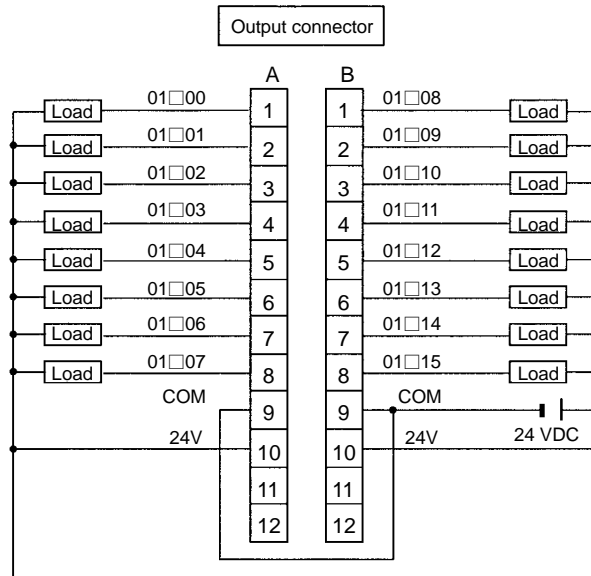 Output connector
A B
Load 01□00 1 1 01□08 Load
Load 01□01 2 2 01□09 Load
Load 01□02 3 3 01□10 Load
Load 01□03 4 4 01□11 Load
Load 01□04 5 5 01□12 Load
Load 01□05 6 6 01□13 Load
Load 01□06 7 7 01□14 Load
Load 01□07 8 8 01□15 Load
COM 9 9 COM
24V 10 10 24V 24 VDC
11 11
12 12